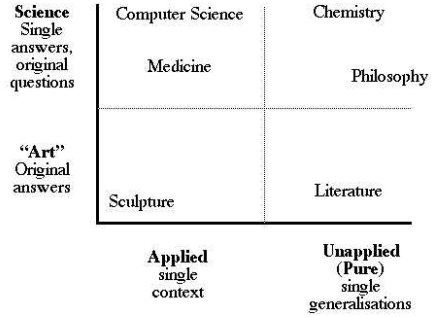 Science
Single
answers,
original
questions
Computer Science
Chemistry
Medicine
Philosophy
“Art”
Original
answers
Sculpture
Literature
Applied
single
context
Unapplied
(Pure)
single
generalisations